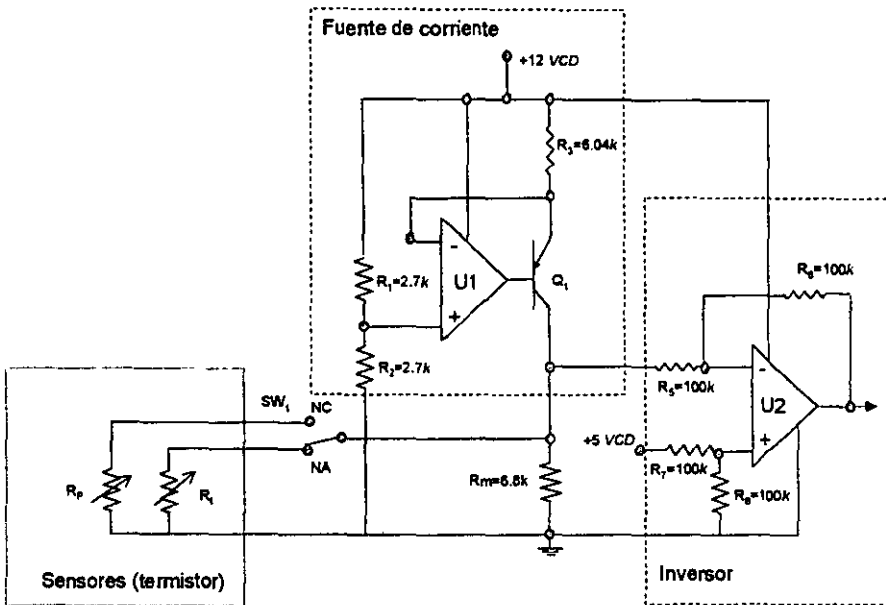 Fuente de corriente
+12 VCD
R3=6.04k
-
U1
+
Q1
R1=2.7k
R2=2.7k
R6=100k
R5=100k
-
U2
+
+5 VCD
R7=100k
R8=100k
SW1
NC
NA
Rm=6.8k
RP
Rt
Sensores (termistor)
Inversor